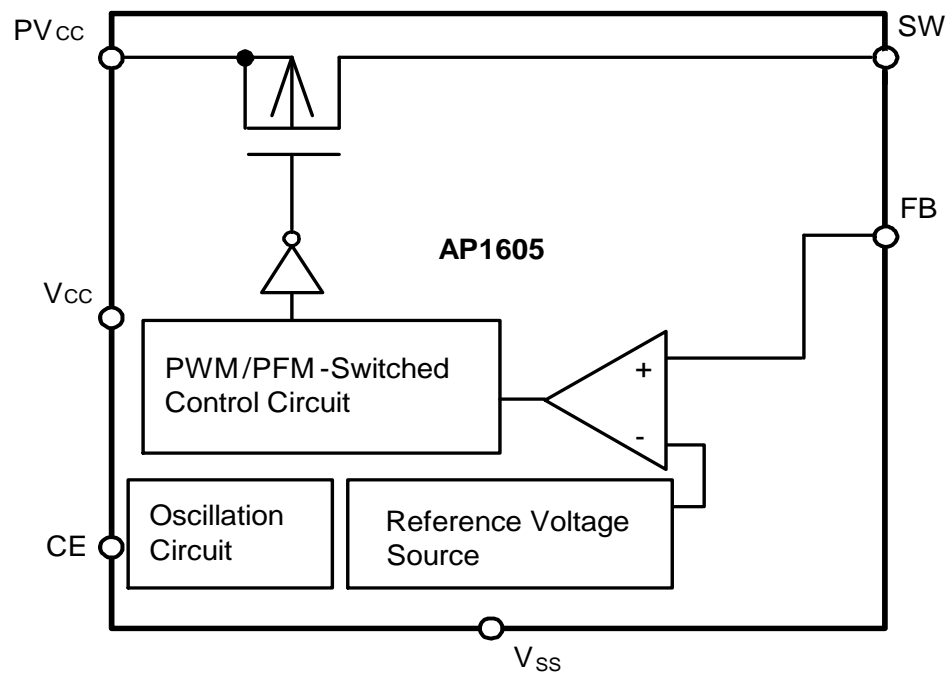 PVCC
SW
FB
AP1605
VCC
PWM/PFM-Switched
Control Circuit
+
-
Oscillation
Circuit
Reference Voltage
Source
CE
VSS